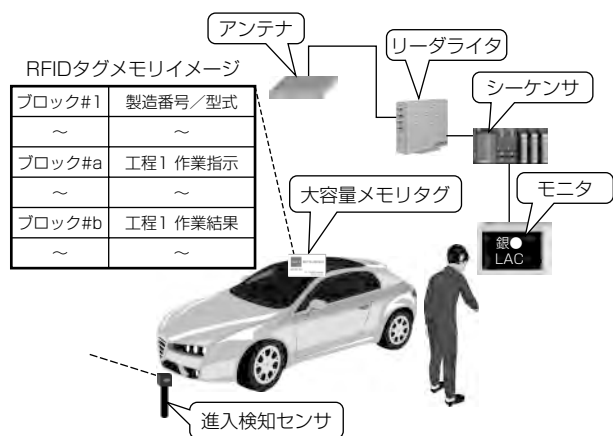 アンテナ
リーダライタ
RFIDタグメモリイメージ
シーケンサ
ブロック#1 製造番号／型式
～ ～
ブロック#a 工程1 作業指示
～ ～
ブロック#b 工程1 作業結果
～ ～
大容量メモリタグ
モニタ
銀●
LAC
進入検知センサ